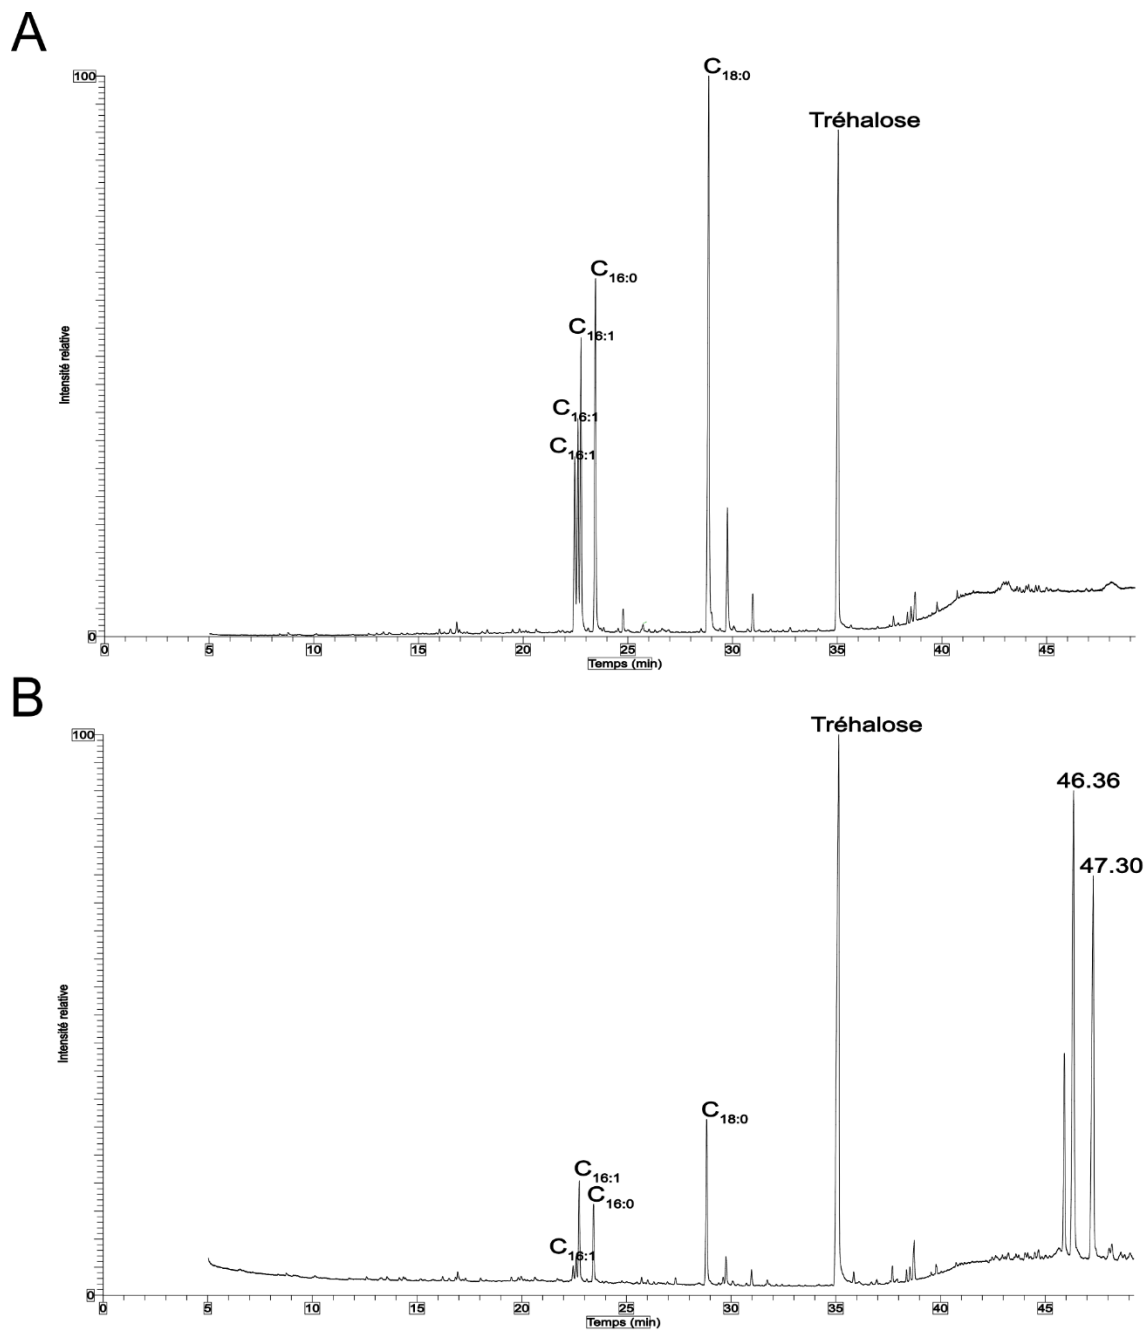 A
100
C18:0
Tréhalose
C16:0
C16:1
C16:1
C16:1
Intensité relative
0
0 5 10 15 20 25 30 35 40 45
Temps (min)
B
100
Tréhalose
46.36
47.30
C18:0
C16:1
C16:0
C16:1
Intensité relative
0
0 5 10 15 20 25 30 35 40 45
Temps (min)